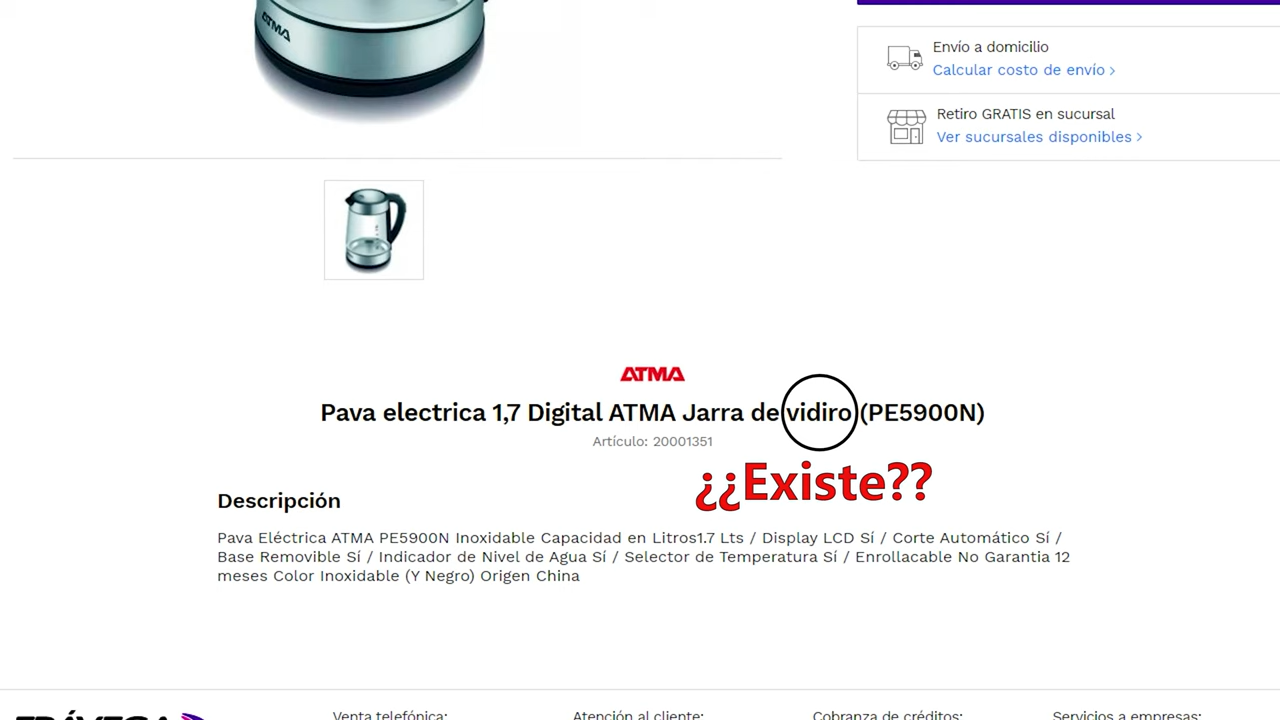 ATMA
Envío a domicilio
Calcular costo de envío >
Retiro GRATIS en sucursal
Ver sucursales disponibles >
ATMA
Pava electrica 1,7 Digital ATMA Jarra de vidiro (PE5900N)
Artículo: 20001351
¿¿Existe??
Descripción
Pava Eléctrica ATMA PE5900N Inoxidable Capacidad en Litros1.7 Lts / Display LCD Sí / Corte Automático Sí /
Base Removible Sí / Indicador de Nivel de Agua Sí / Selector de Temperatura Sí / Enrollacable No Garantia 12
meses Color Inoxidable (Y Negro) Origen China
FRÁVEGA
Venta telefónica:
Atención al cliente:
Cobranza de créditos:
Servicios a empresas: